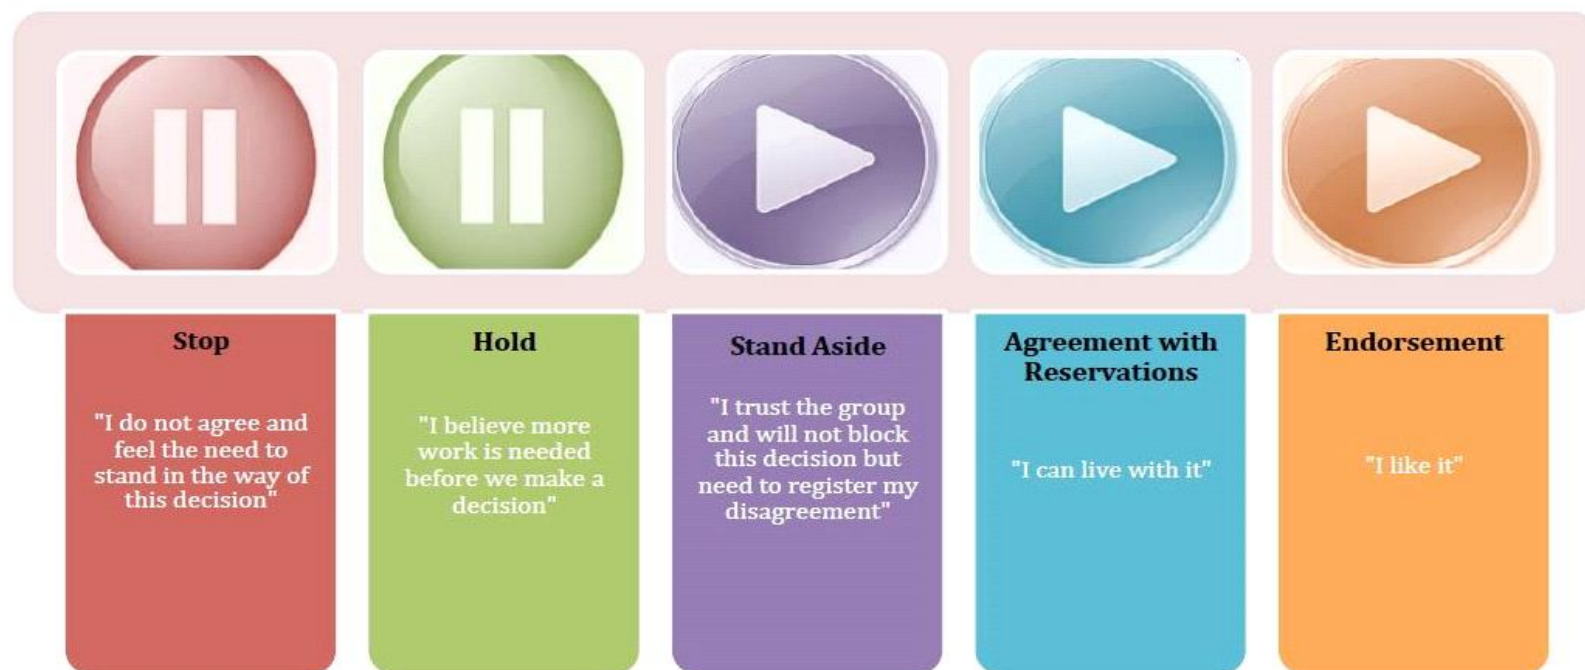 Stop
"I do not agree and
feel the need to
stand in the way of
this decision"
Hold
"I believe more
work is needed
before we make a
decision"
Stand Aside
"I trust the group
and will not block
this decision but
need to register my
disagreement"
Agreement with
Reservations
"I can live with it"
Endorsement
"I like it"